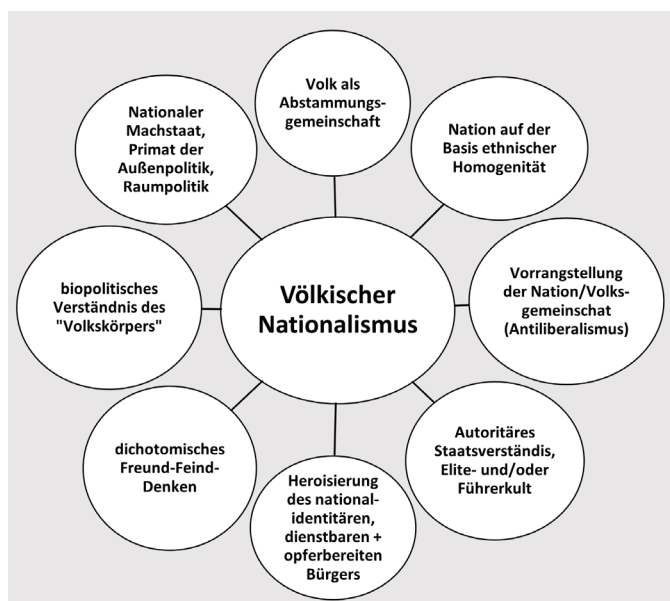 Volk als
Abstammungs-
gemeinschaft
Nation auf der
Basis ethnischer
Homogenität
Vorrangstellung
der Nation/Volks-
gemeinschat
(Antiliberalismus)
Autoritäres
Staatsverständis,
Elite- und/oder
Führerkult
Heroisierung
des national-
identitären,
dienstbaren +
opferbereiten
Bürgers
dichotomisches
Freund-Feind-
Denken
biopolitisches
Verständnis des
"Volkskörpers"
Nationaler
Machstaat,
Primat der
Außenpolitik,
Raumpolitik
Völkischer
Nationalismus